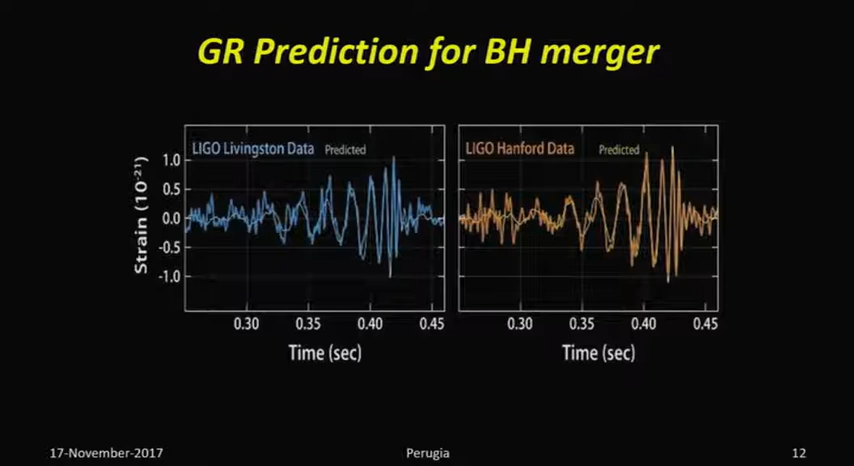 GR Prediction for BH merger
LIGO Livingston Data Predicted
LIGO Hanford Data Predicted
Strain (10⁻²¹)
1.0
0.5
0.0
-0.5
-1.0
0.30 0.35 0.40 0.45
0.30 0.35 0.40 0.45
Time (sec)
Time (sec)
17-November-2017 Perugia 12